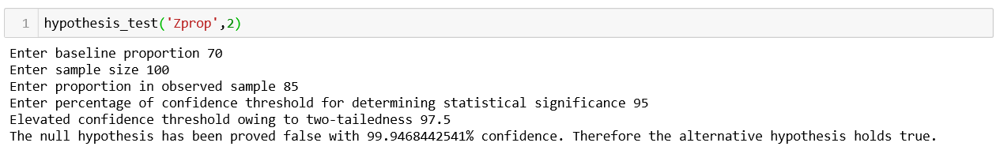 1 hypothesis_test('Zprop',2)
Enter baseline proportion 70
Enter sample size 100
Enter proportion in observed sample 85
Enter percentage of confidence threshold for determining statistical significance 95
Elevated confidence threshold owing to two-tailedness 97.5
The null hypothesis has been proved false with 99.9468442541% confidence. Therefore the alternative hypothesis holds true.